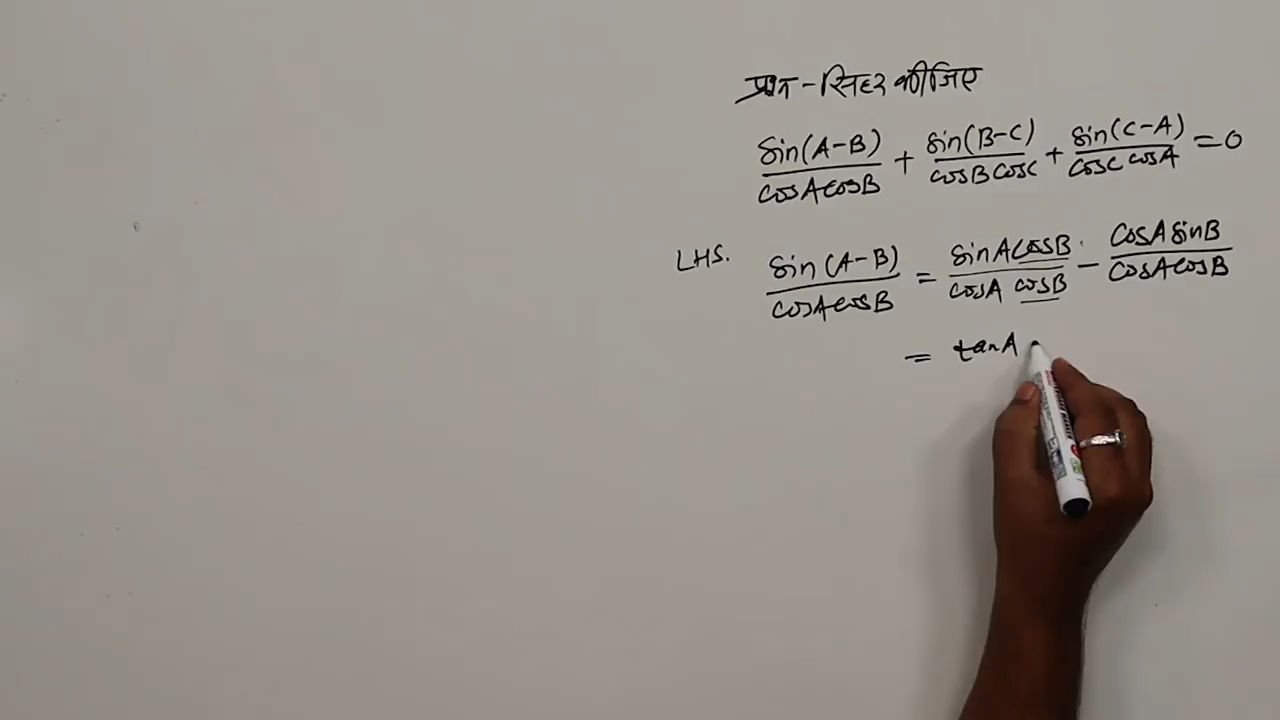 प्रश्न - सिद्ध कीजिए
sin(A-B)/cosA cosB + sin(B-C)/cosB cosC + sin(C-A)/cosC cosA = 0
LHS. sin(A-B)/cosA cosB = sinA cosB/cosA cosB - cosA sinB/cosA cosB
= tanA